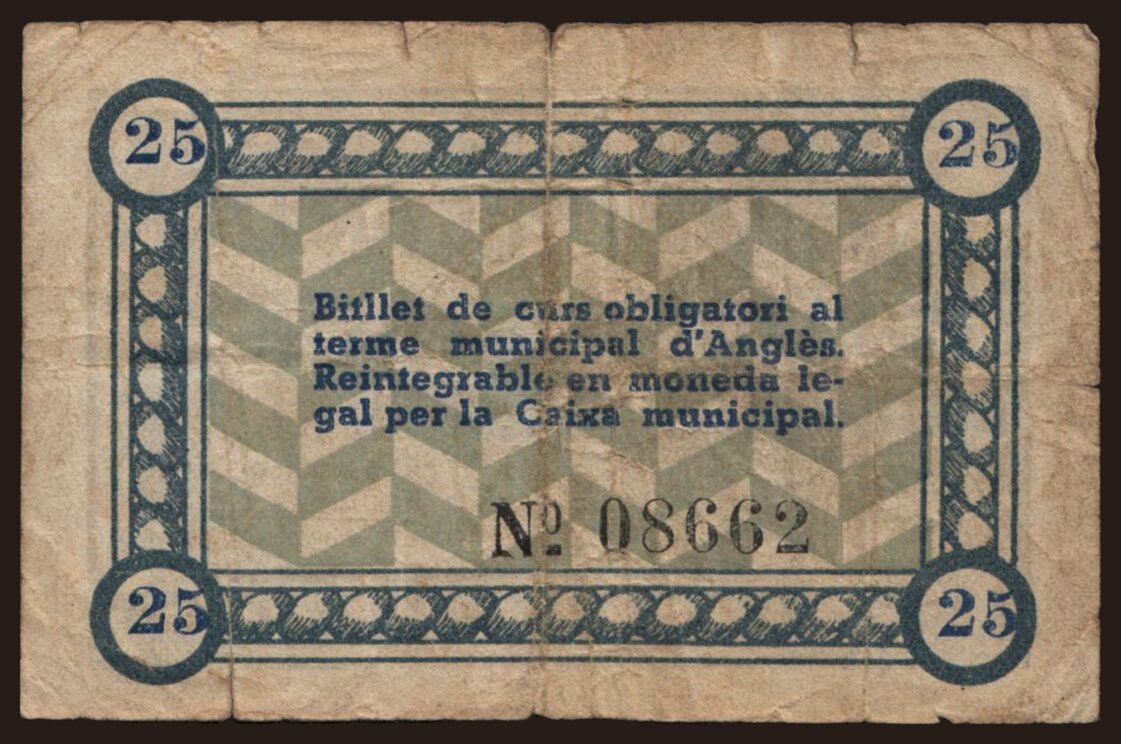 25 25
Bitllet de curs obligatori al
terme municipal d'Anglès.
Reintegrable en moneda le-
gal per la Caixa municipal.
Nº 08662
25 25